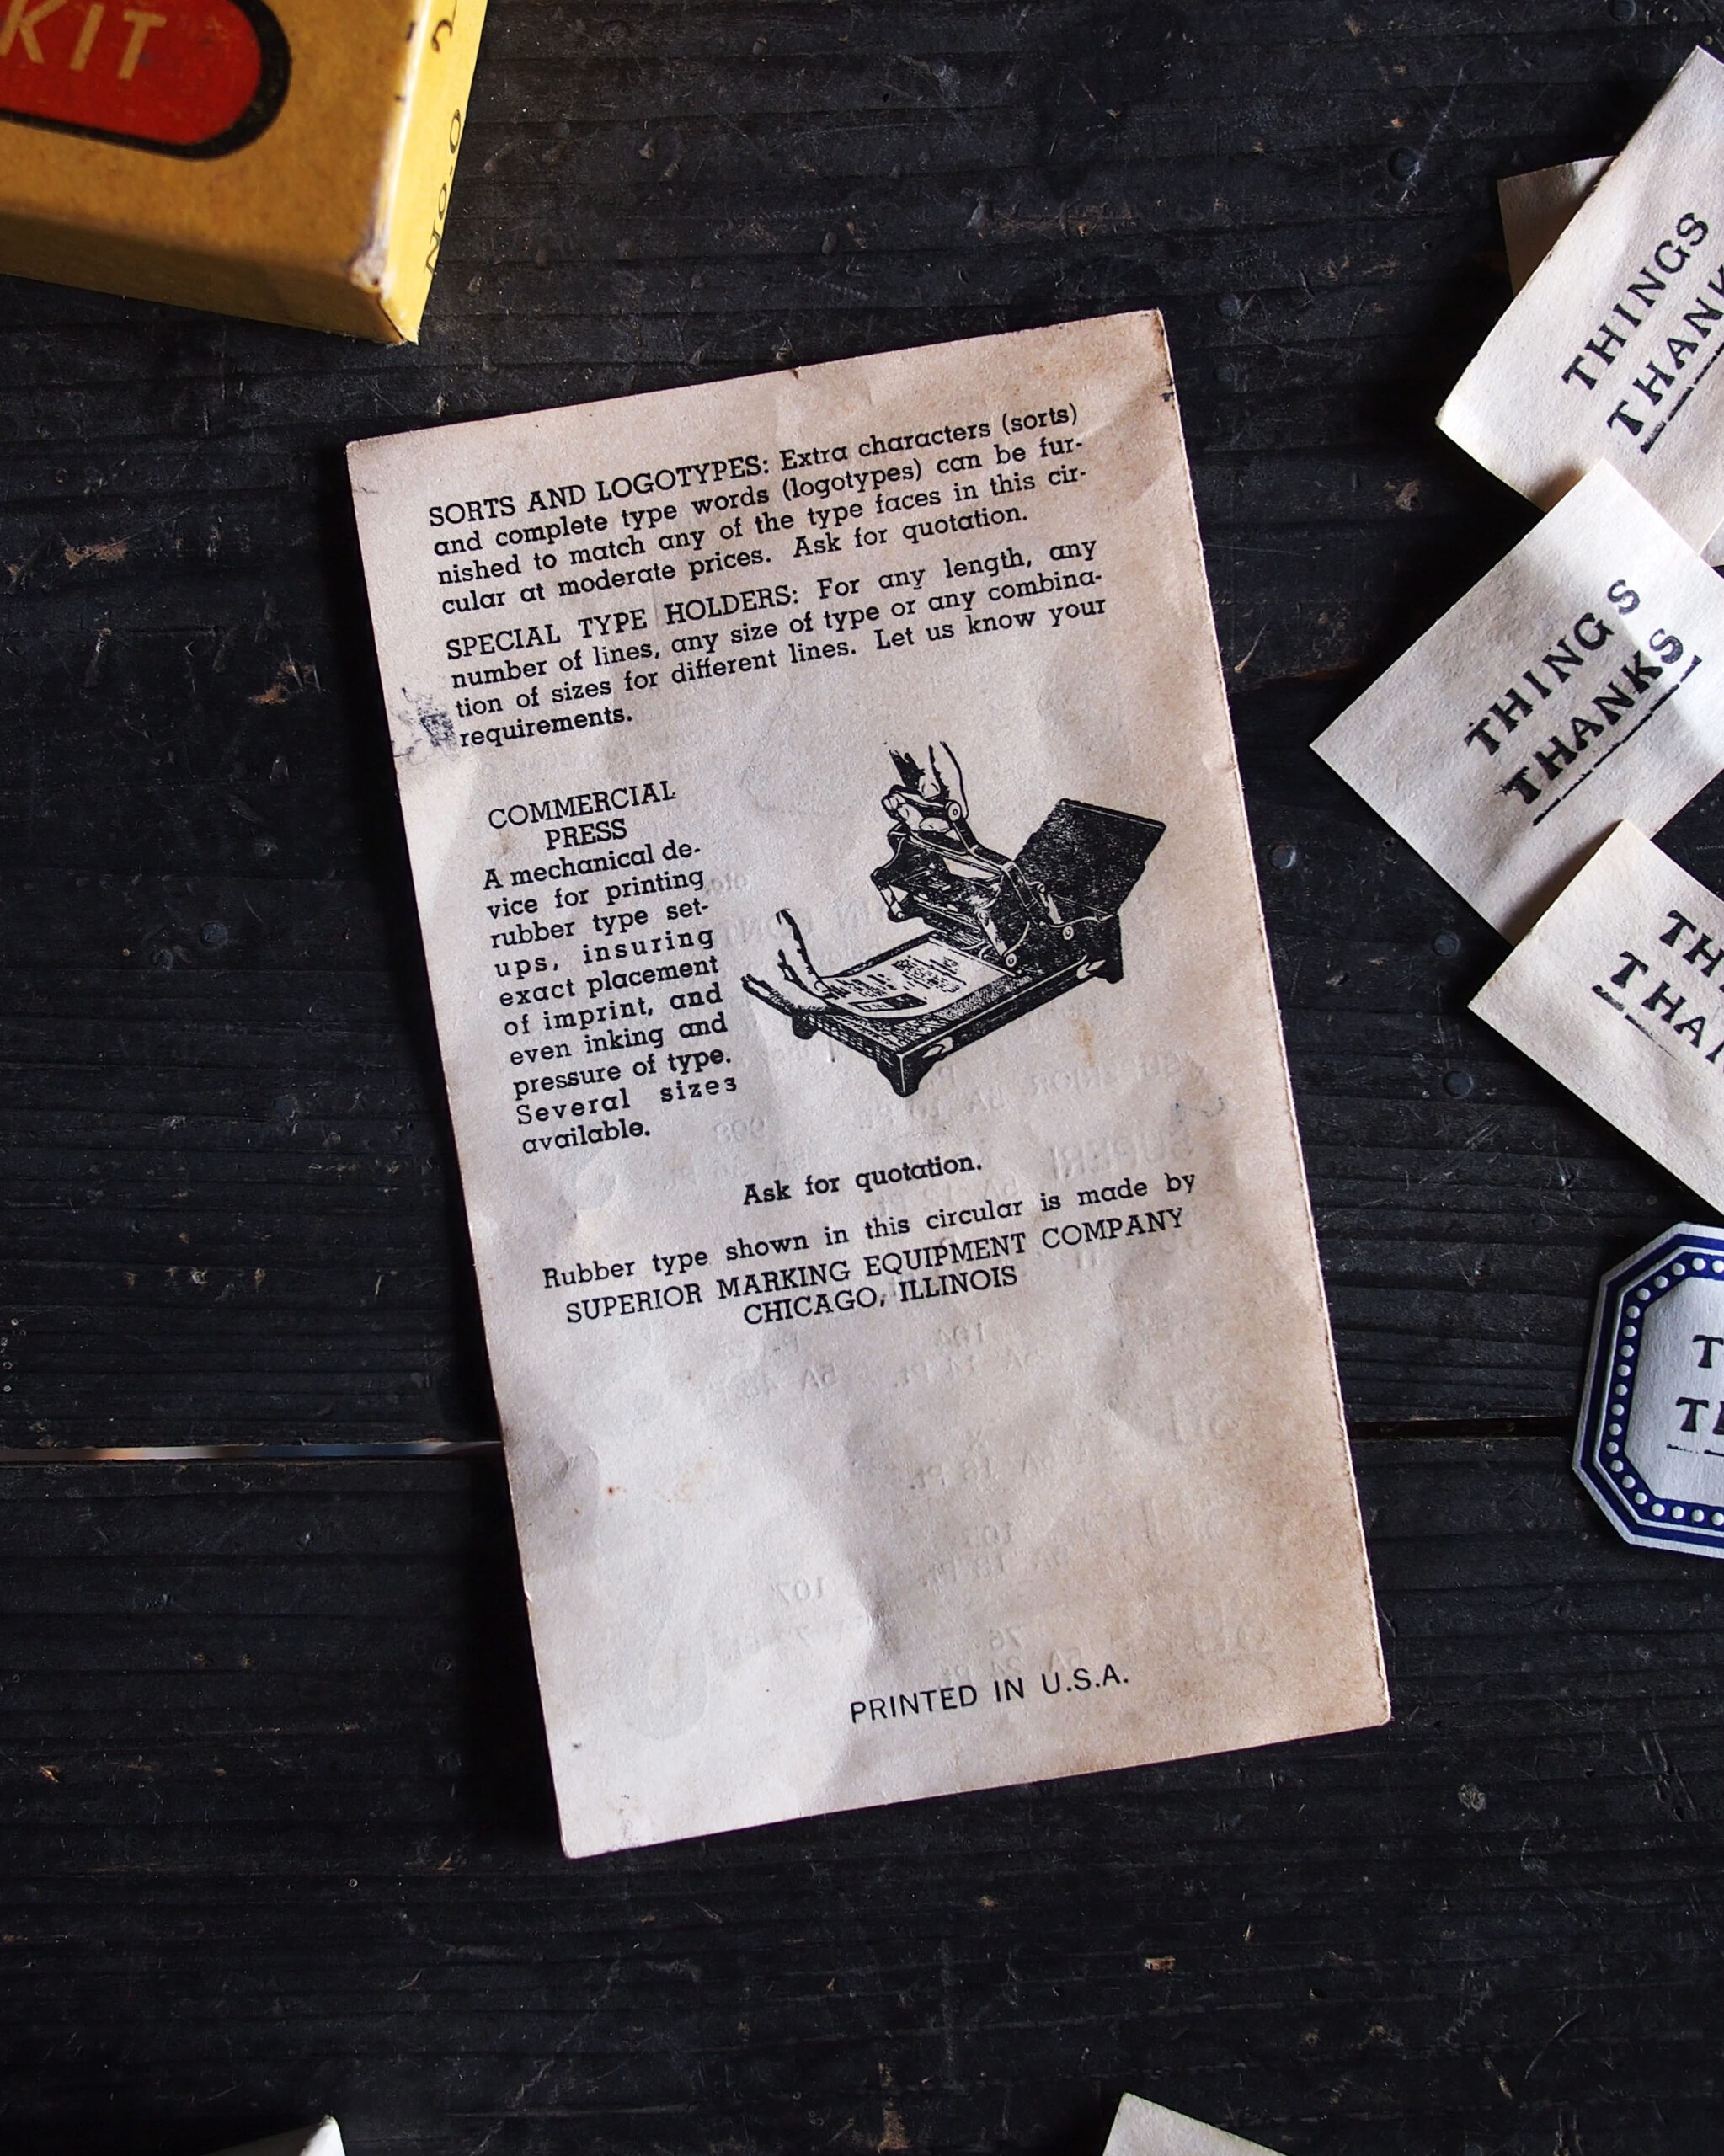 KIT
No. 0
SORTS AND LOGOTYPES: Extra characters (sorts)
and complete type words (logotypes) can be fur-
nished to match any of the type faces in this cir-
cular at moderate prices. Ask for quotation.
SPECIAL TYPE HOLDERS: For any length, any
number of lines, any size of type or any combina-
tion of sizes for different lines. Let us know your
requirements.
COMMERCIAL
PRESS
A mechanical de-
vice for printing
rubber type set-
ups, insuring
exact placement
of imprint, and
even inking and
pressure of type.
Several sizes
available.
Ask for quotation.
Rubber type shown in this circular is made by
SUPERIOR MARKING EQUIPMENT COMPANY
CHICAGO, ILLINOIS
PRINTED IN U.S.A.
THINGS
THANK
THINGS
THANKS
TH
THA
T
T